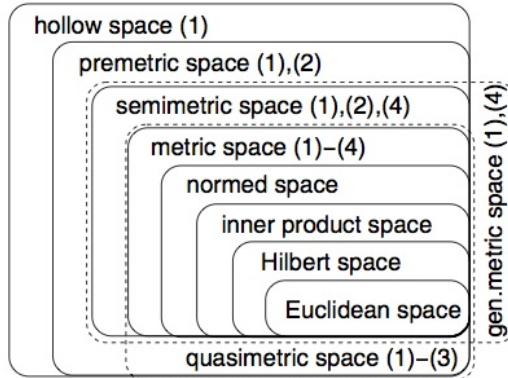 hollow space (1)
premetric space (1),(2)
semimetric space (1),(2),(4)
metric space (1)−(4)
normed space
inner product space
Hilbert space
Euclidean space
quasimetric space (1)−(3)
gen.metric space (1),(4)